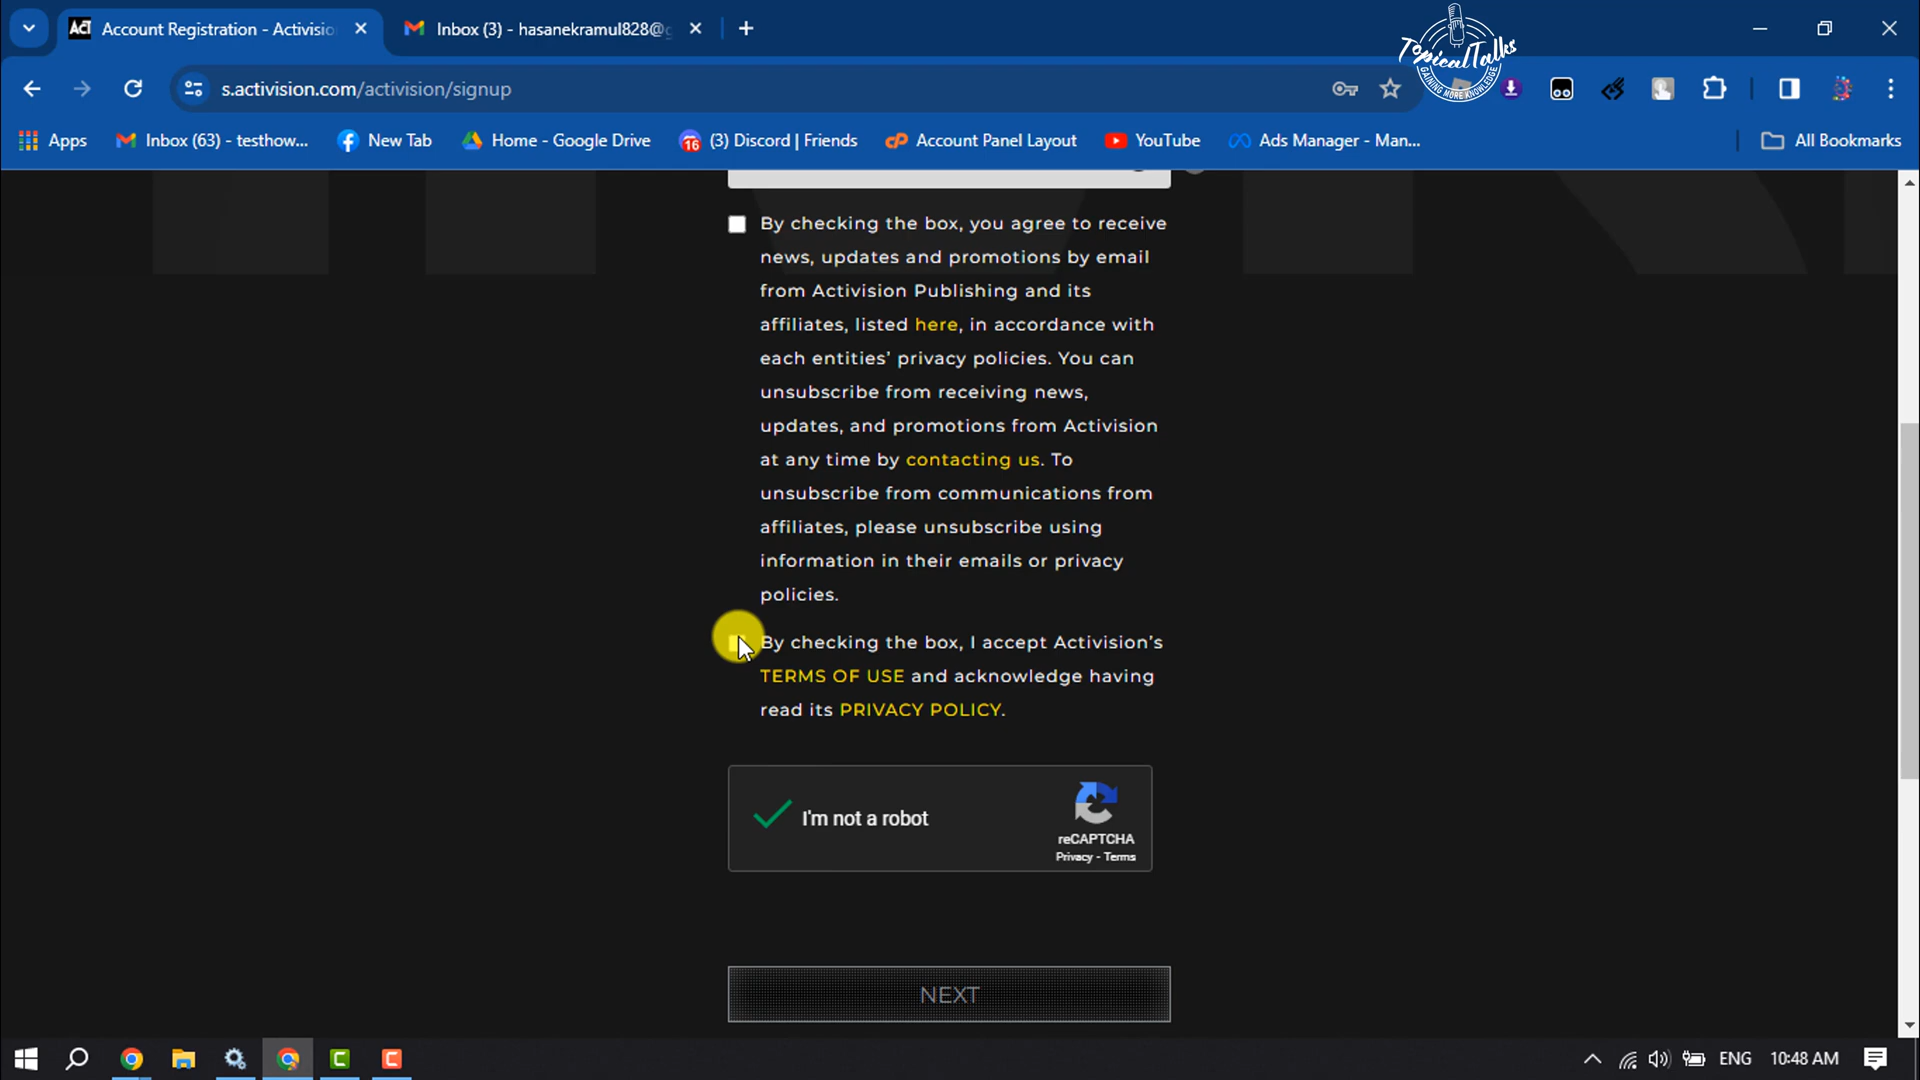 Account Registration - Activisio
Inbox (3) - hasanekramul828@g
TopicalTalks
GAINING MORE KNOWLEDGE
s.activision.com/activision/signup
Apps
Inbox (63) - testhow...
New Tab
Home - Google Drive
16
(3) Discord | Friends
Account Panel Layout
YouTube
Ads Manager - Man...
All Bookmarks
By checking the box, you agree to receive
news, updates and promotions by email
from Activision Publishing and its
affiliates, listed here, in accordance with
each entities’ privacy policies. You can
unsubscribe from receiving news,
updates, and promotions from Activision
at any time by contacting us. To
unsubscribe from communications from
affiliates, please unsubscribe using
information in their emails or privacy
policies.
By checking the box, I accept Activision’s
TERMS OF USE and acknowledge having
read its PRIVACY POLICY.
I'm not a robot
reCAPTCHA
Privacy - Terms
NEXT
ENG
10:48 AM